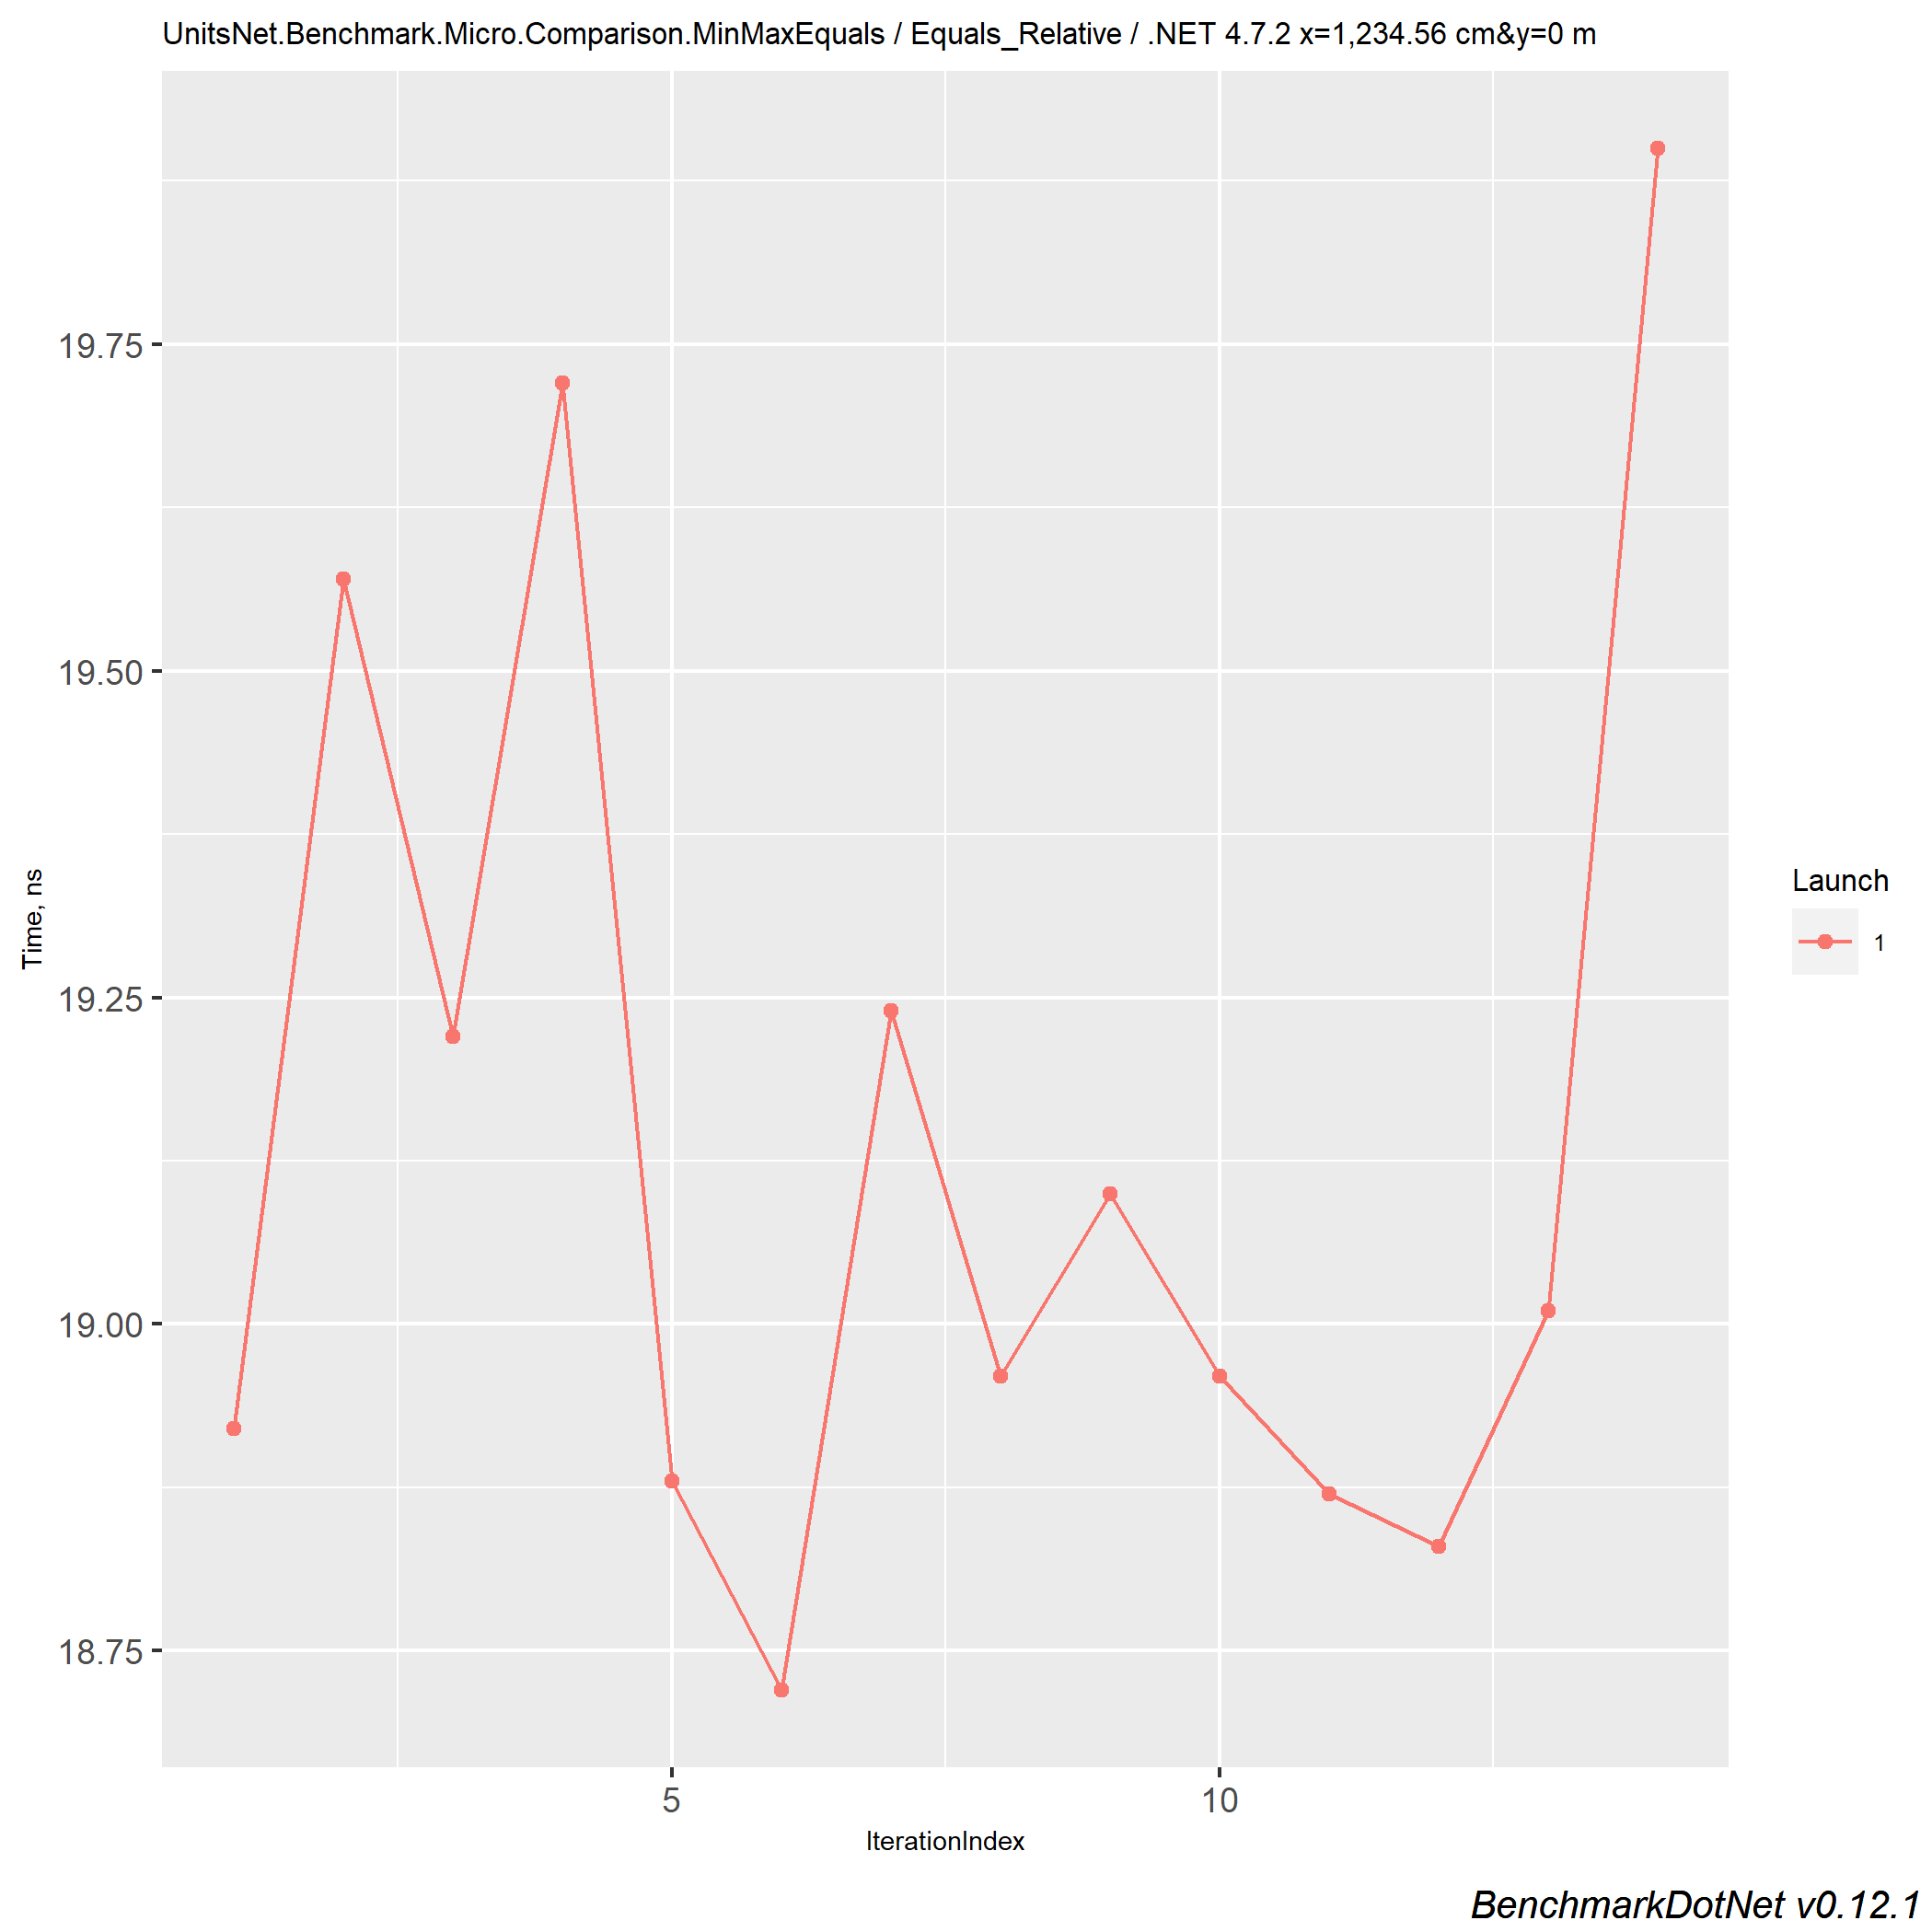 UnitsNet.Benchmark.Micro.Comparison.MinMaxEquals / Equals_Relative / .NET 4.7.2 x=1,234.56 cm&y=0 m
19.75
19.50
19.25
19.00
18.75
Time, ns
5
10
IterationIndex
Launch
1
BenchmarkDotNet v0.12.1